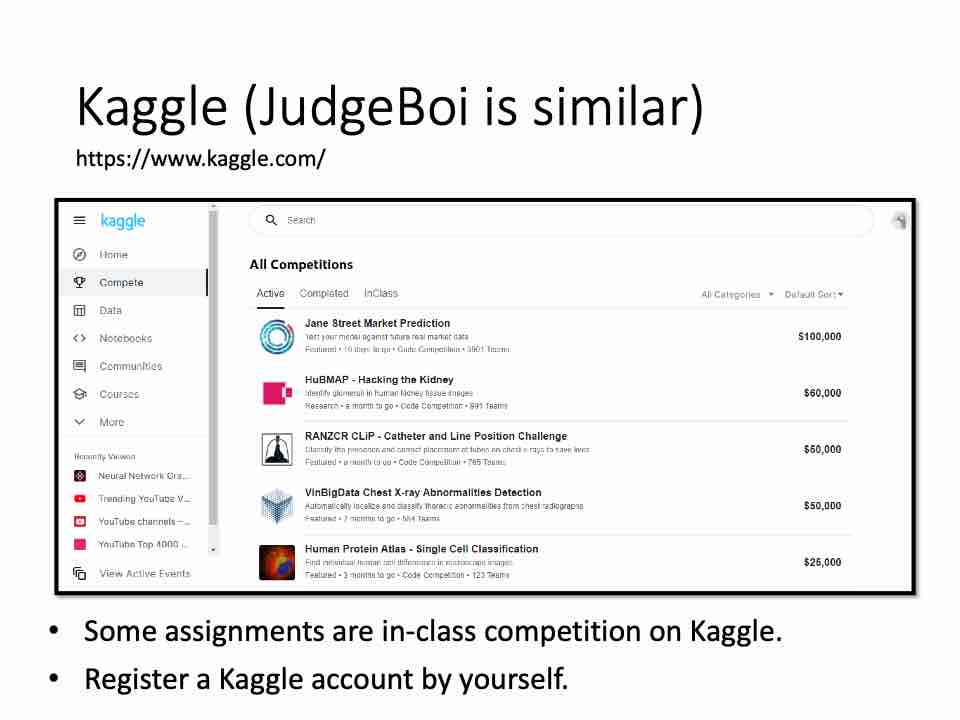 Kaggle (JudgeBoi is similar)
https://www.kaggle.com/
kaggle
Search
Home
Compete
Data
Notebooks
Communities
Courses
More
Recently Viewed
Neural Network Gra...
Trending YouTube V...
YouTube channels –...
YouTube Top 4000 ...
View Active Events
All Competitions
Active Completed InClass
All Categories Default Sort
Jane Street Market Prediction
Test your model against future real market data
Featured • 10 days to go • Code Competition • 3901 Teams
$100,000
HuBMAP - Hacking the Kidney
Identify glomeruli in human kidney tissue images
Research • a month to go • Code Competition • 991 Teams
$60,000
RANZCR CLiP - Catheter and Line Position Challenge
Classify the presence and correct placement of tubes on chest x-rays to save lives
Featured • a month to go • Code Competition • 765 Teams
$50,000
VinBigData Chest X-ray Abnormalities Detection
Automatically localize and classify thoracic abnormalities from chest radiographs
Featured • 2 months to go • 554 Teams
$50,000
Human Protein Atlas - Single Cell Classification
Find individual human cell differences in microscope images
Featured • 3 months to go • Code Competition • 123 Teams
$25,000
• Some assignments are in-class competition on Kaggle.
• Register a Kaggle account by yourself.